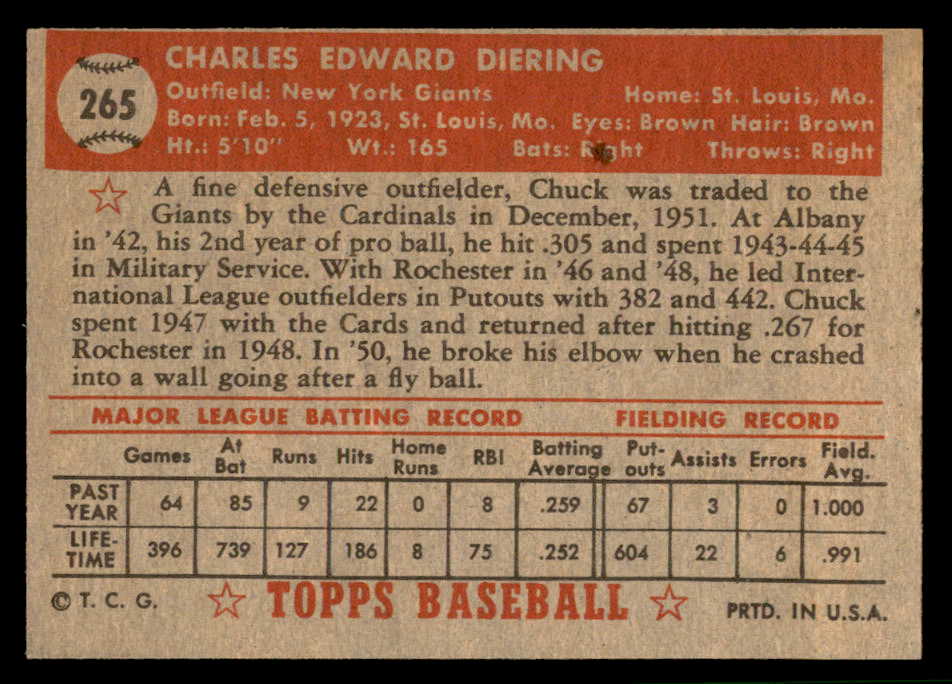 265
CHARLES EDWARD DIERING
Outfield: New York Giants Home: St. Louis, Mo.
Born: Feb. 5, 1923, St. Louis, Mo. Eyes: Brown Hair: Brown
Ht.: 5'10" Wt.: 165 Bats: Right Throws: Right
A fine defensive outfielder, Chuck was traded to the
Giants by the Cardinals in December, 1951. At Albany
in '42, his 2nd year of pro ball, he hit .305 and spent 1943-44-45
in Military Service. With Rochester in '46 and '48, he led Inter-
national League outfielders in Putouts with 382 and 442. Chuck
spent 1947 with the Cards and returned after hitting .267 for
Rochester in 1948. In '50, he broke his elbow when he crashed
into a wall going after a fly ball.
MAJOR LEAGUE BATTING RECORD FIELDING RECORD
Games At Bat Runs Hits Home Runs RBI Batting Average Put-outs Assists Errors Field. Avg.
PAST YEAR 64 85 9 22 0 8 .259 67 3 0 1.000
LIFE-TIME 396 739 127 186 8 75 .252 604 22 6 .991
© T. C. G. TOPPS BASEBALL PRTD. IN U.S.A.